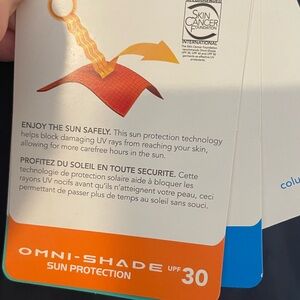 SKIN
CANCER
FOUNDATION
INTERNATIONAL
ENJOY THE SUN SAFELY. This sun protection technology
helps block damaging UV rays from reaching your skin,
allowing for more carefree hours in the sun.
PROFITEZ DU SOLEIL EN TOUTE SECURITE. Cette
technologie de protection solaire aide à bloquer les
rayons UV nocifs avant qu'ils n'atteignent votre peau, ceci
permettant de passer plus de temps au soleil sans souci.
OMNI-SHADE UPF 30
SUN PROTECTION
colu